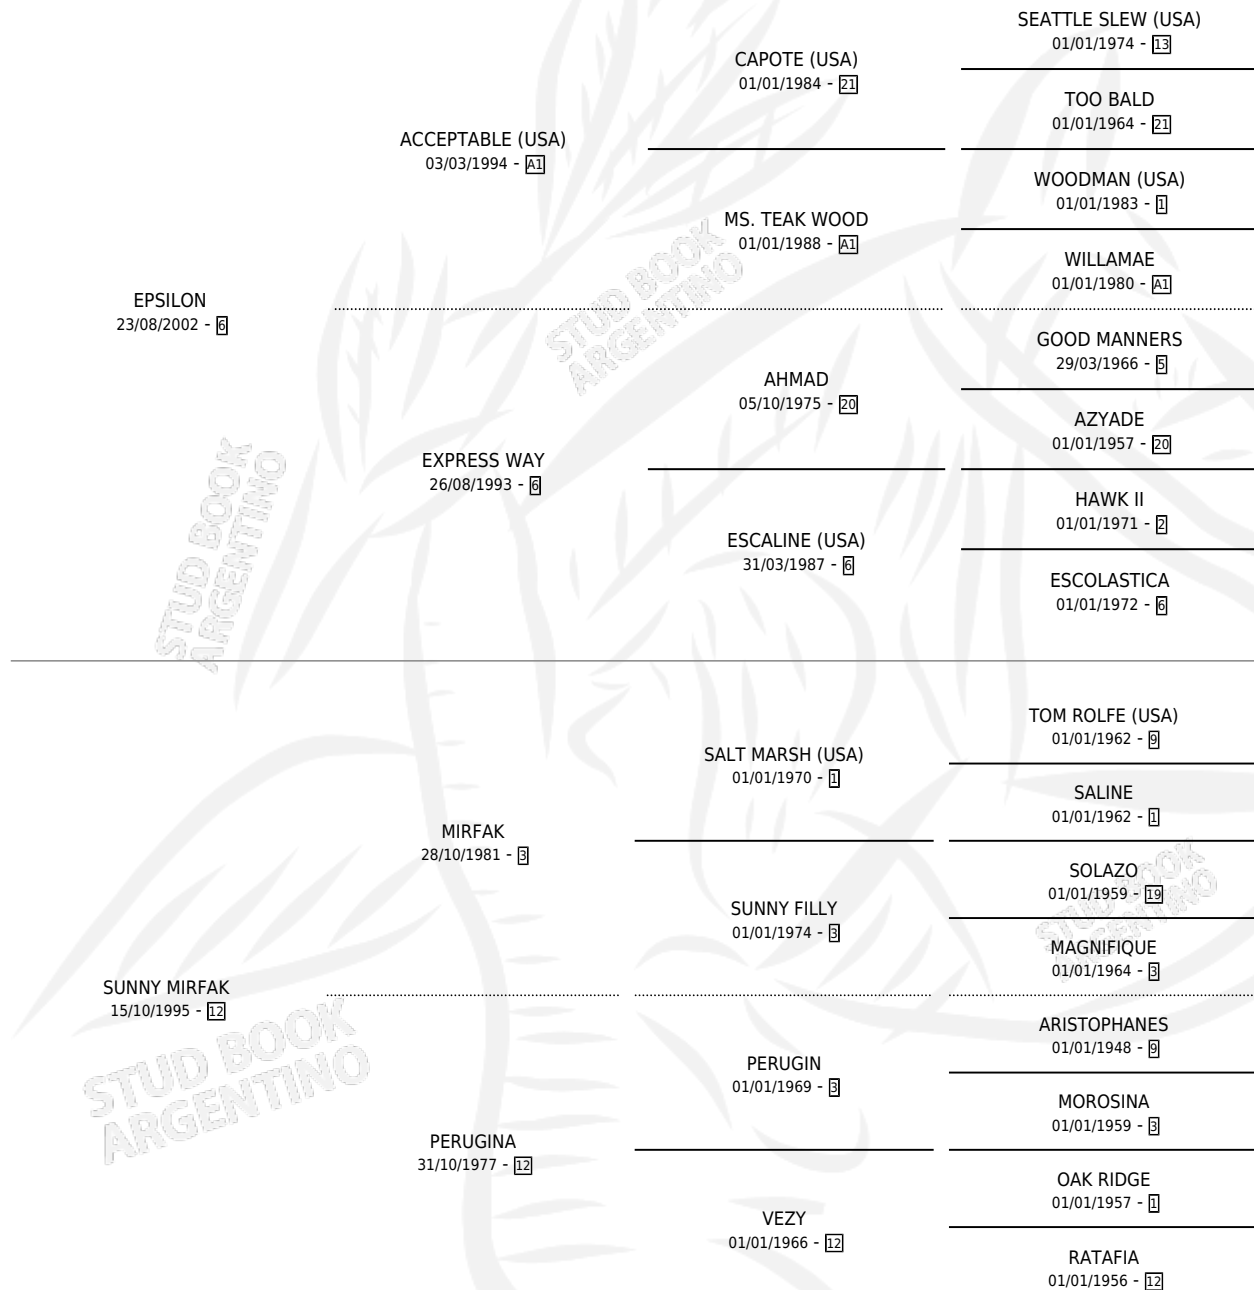 SEATTLE SLEW (USA)
01/01/1974 - 13
CAPOTE (USA)
01/01/1984 - 21
TOO BALD
01/01/1964 - 21
ACCEPTABLE (USA)
03/03/1994 - A1
WOODMAN (USA)
01/01/1983 - 1
MS. TEAK WOOD
01/01/1988 - A1
WILLAMAE
01/01/1980 - A1
EPSILON
23/08/2002 - 6
GOOD MANNERS
29/03/1966 - 5
AHMAD
05/10/1975 - 20
AZYADE
01/01/1957 - 20
EXPRESS WAY
26/08/1993 - 6
HAWK II
01/01/1971 - 2
ESCALINE (USA)
31/03/1987 - 6
ESCOLASTICA
01/01/1972 - 6
TOM ROLFE (USA)
01/01/1962 - 9
SALT MARSH (USA)
01/01/1970 - 1
SALINE
01/01/1962 - 1
MIRFAK
28/10/1981 - 3
SOLAZO
01/01/1959 - 19
SUNNY FILLY
01/01/1974 - 3
MAGNIFIQUE
01/01/1964 - 3
SUNNY MIRFAK
15/10/1995 - 12
ARISTOPHANES
01/01/1948 - 9
PERUGIN
01/01/1969 - 3
MOROSINA
01/01/1959 - 3
PERUGINA
31/10/1977 - 12
OAK RIDGE
01/01/1957 - 1
VEZY
01/01/1966 - 12
RATAFIA
01/01/1956 - 12
STUD BOOK
ARGENTINO
STUD BOOK
ARGENTINO
STUD BOOK
ARGENTINO
STUD BOOK
ARGENTINO